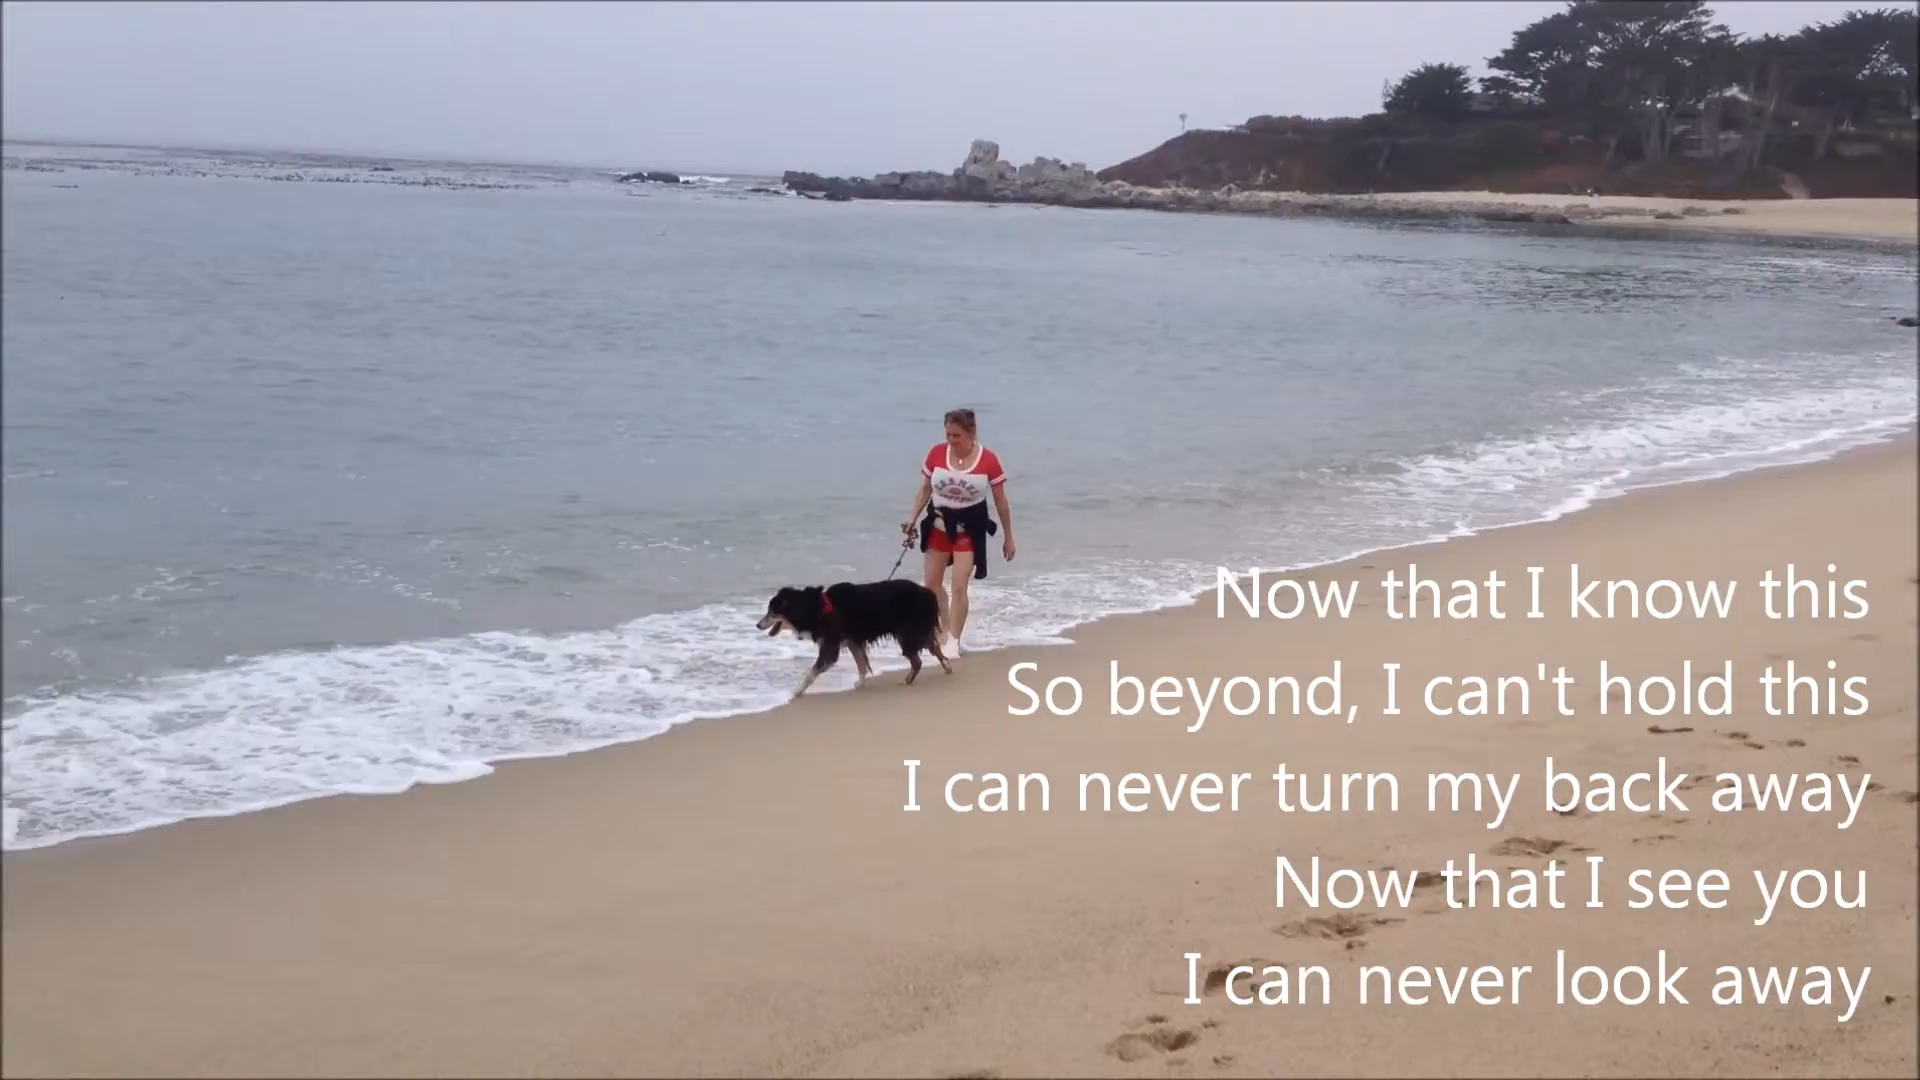 CARMEL
Now that I know this
So beyond, I can't hold this
I can never turn my back away
Now that I see you
I can never look away